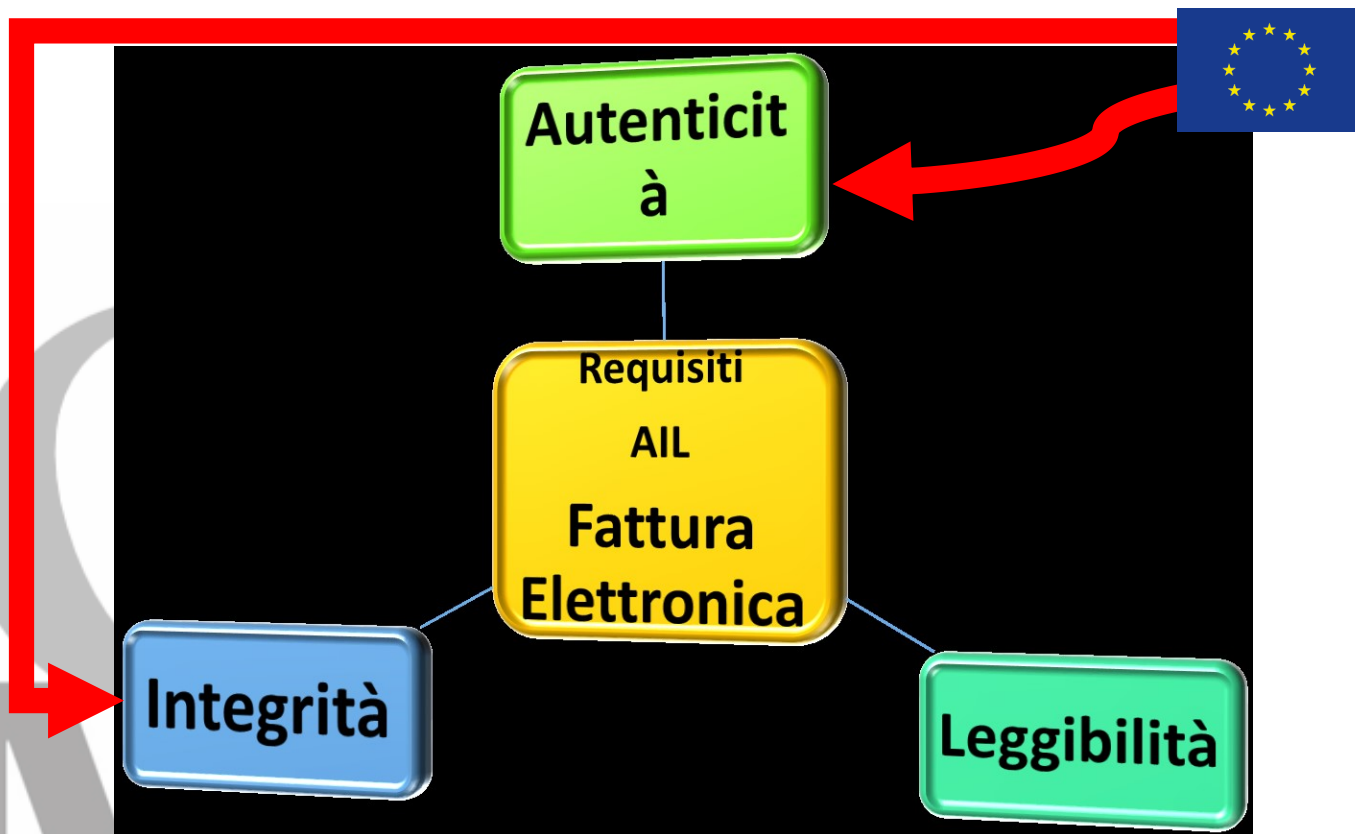 Autenticit
à
Requisiti
AIL
Fattura
Elettronica
Integrità
Leggibilità